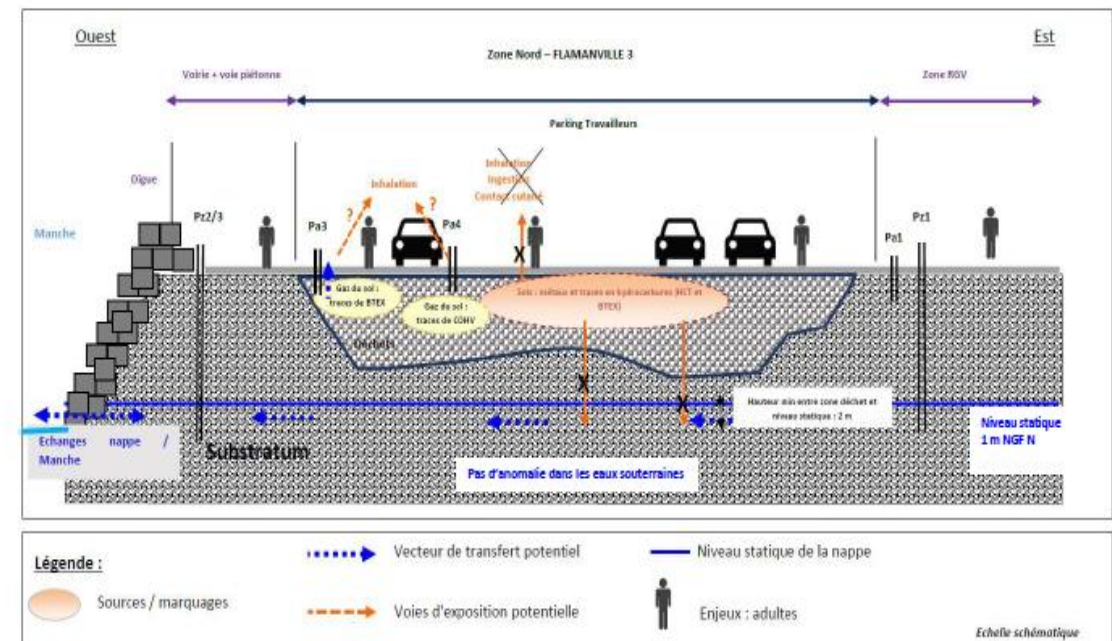 Ouest
Est
Zone Nord – FLAMANVILLE 3
Voirie + voie piétonne
Zone RGV
Parking Travailleurs
Digue
Inhalation
Ingestion
Contact cutané
Inhalation
?
?
Manche
Pz2/3
Pa3
Pa4
Pa1
Pz1
X
Gaz du sol :
traces de BTEX
Gaz du sol :
traces de COHV
Sols : métaux et traces en hydrocarbures (HCT et
BTEX)
Déchets
X
X
Hauteur min entre zone déchet et
niveau statique : 2 m
Niveau statique
1 m NGF N
Echanges nappe /
Manche
Substratum
Pas d'anomalie dans les eaux souterraines
Légende :
Sources / marquages
Vecteur de transfert potentiel
Niveau statique de la nappe
Voies d'exposition potentielle
Enjeux : adultes
Echelle schématique